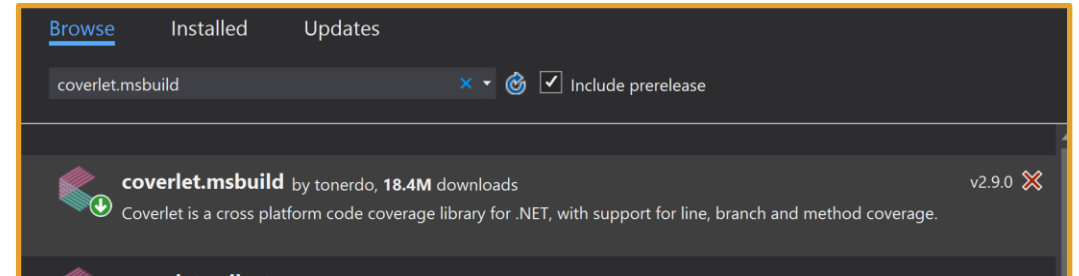 Browse Installed Updates
coverlet.msbuild Include prerelease
coverlet.msbuild by tonerdo, 18.4M downloads v2.9.0
Coverlet is a cross platform code coverage library for .NET, with support for line, branch and method coverage.